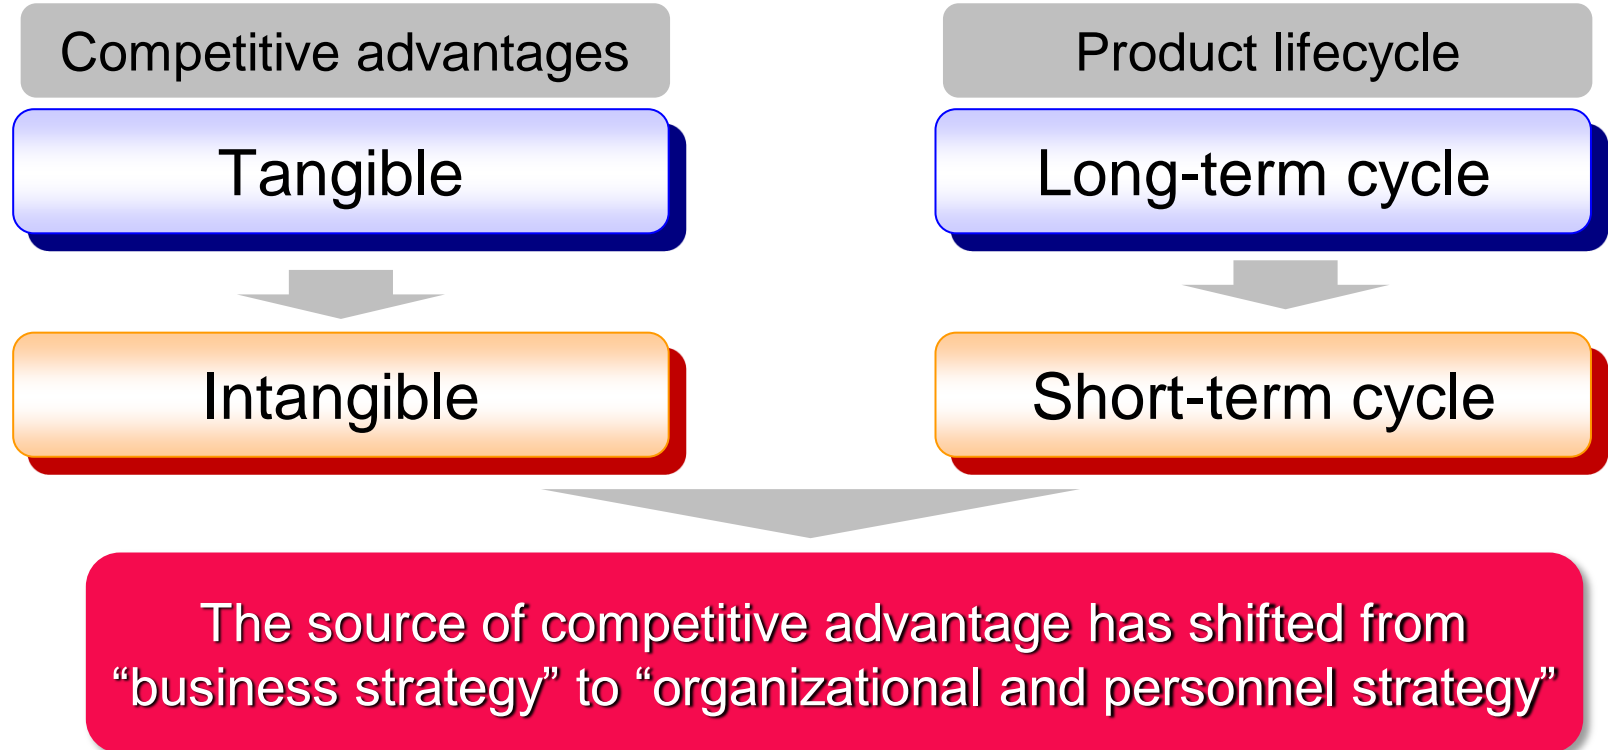 Competitive advantages
Product lifecycle
Tangible
Long-term cycle
Intangible
Short-term cycle
The source of competitive advantage has shifted from
“business strategy” to “organizational and personnel strategy”